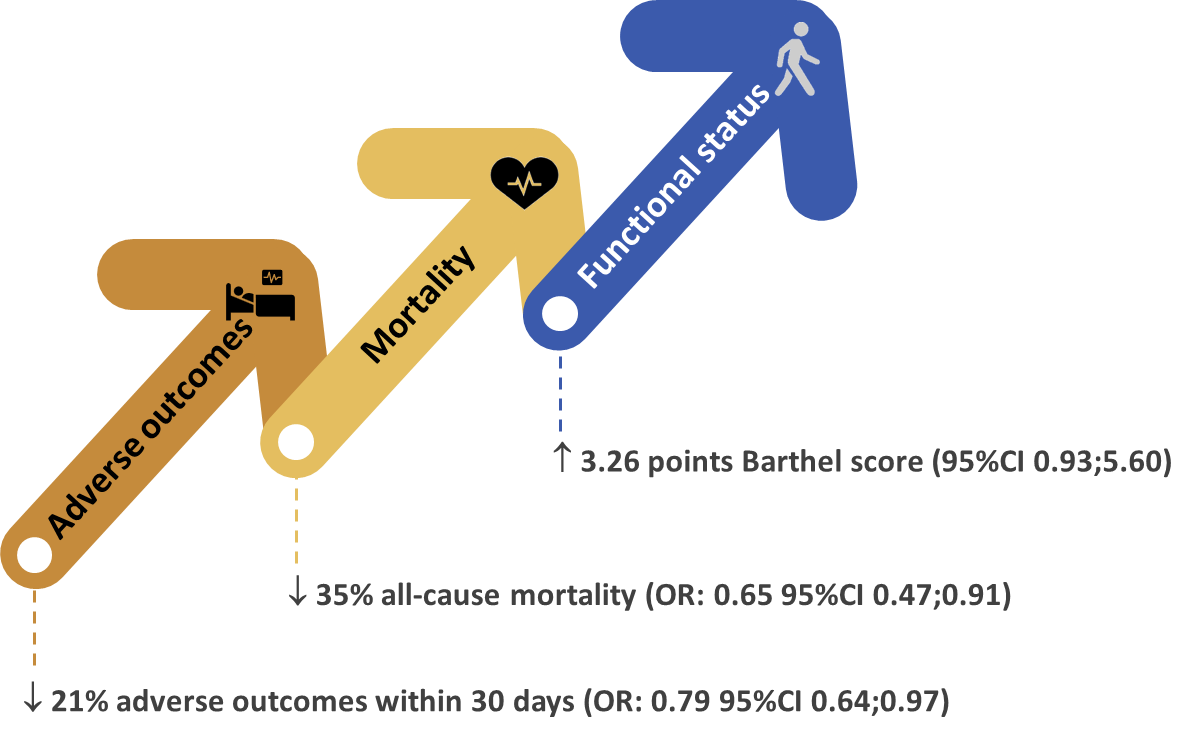 Functional status
Mortality
Adverse outcomes
↑ 3.26 points Barthel score (95%CI 0.93;5.60)
↓ 35% all-cause mortality (OR: 0.65 95%CI 0.47;0.91)
↓ 21% adverse outcomes within 30 days (OR: 0.79 95%CI 0.64;0.97)